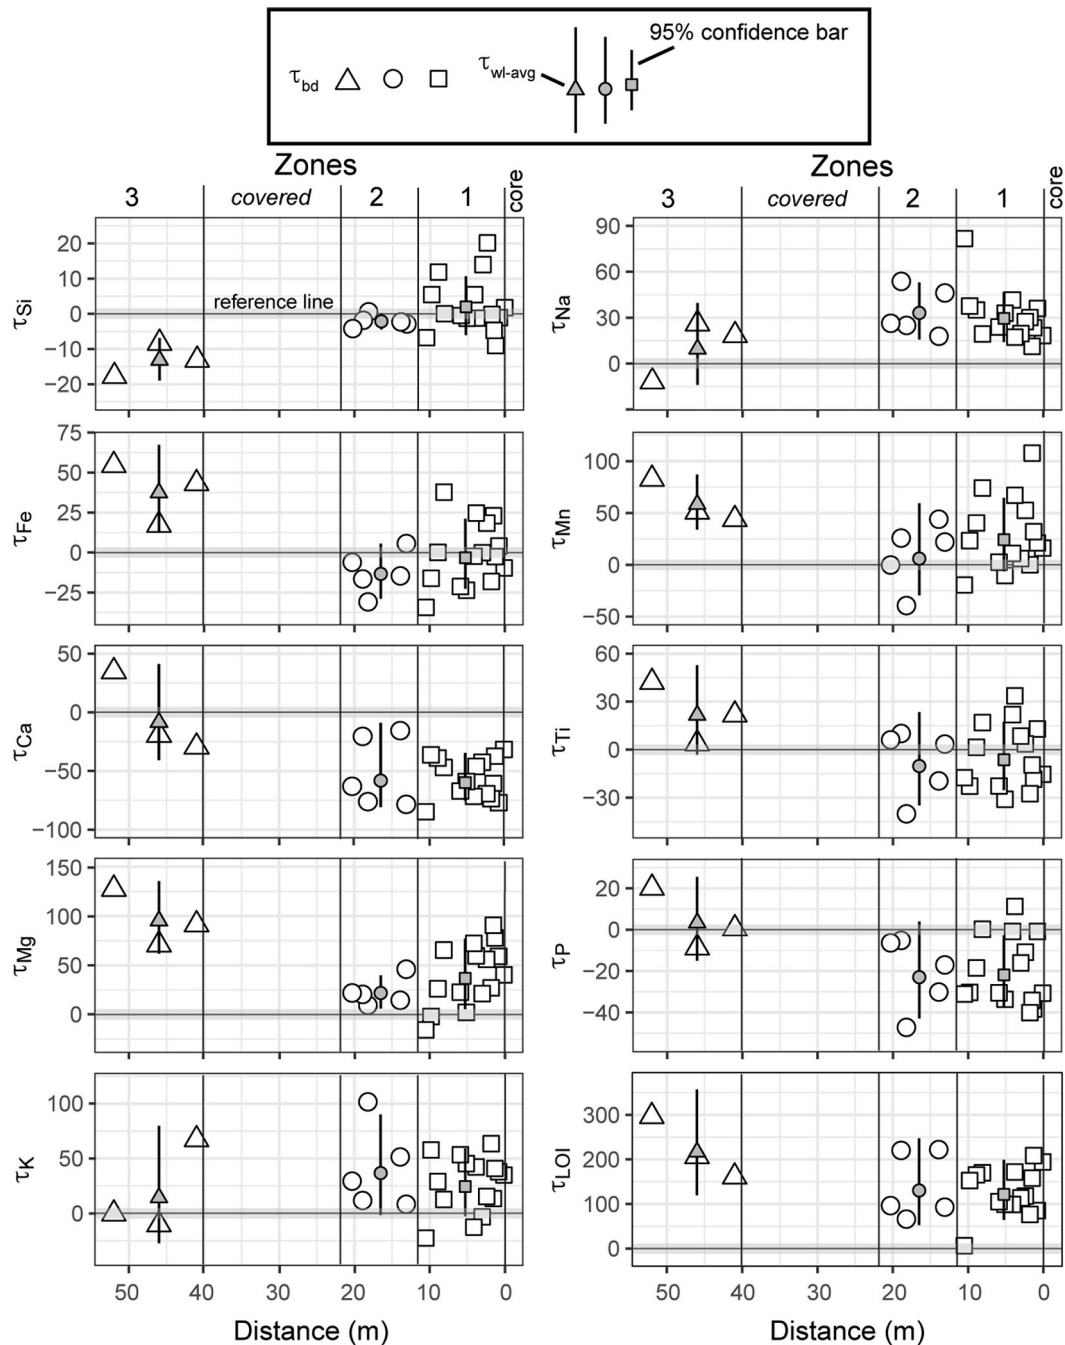 95% confidence bar
τbd
τwl-avg
Zones
Zones
3 covered 2 1 core
3 covered 2 1 core
τSi
20
10
0
−10
−20
reference line
τNa
90
60
30
0
τFe
75
50
25
0
−25
τMn
100
50
0
−50
τCa
50
0
−50
−100
τTi
60
30
0
−30
τMg
150
100
50
0
τP
20
0
−20
−40
τK
100
50
0
τLOI
300
200
100
0
50 40 30 20 10 0
50 40 30 20 10 0
Distance (m)
Distance (m)